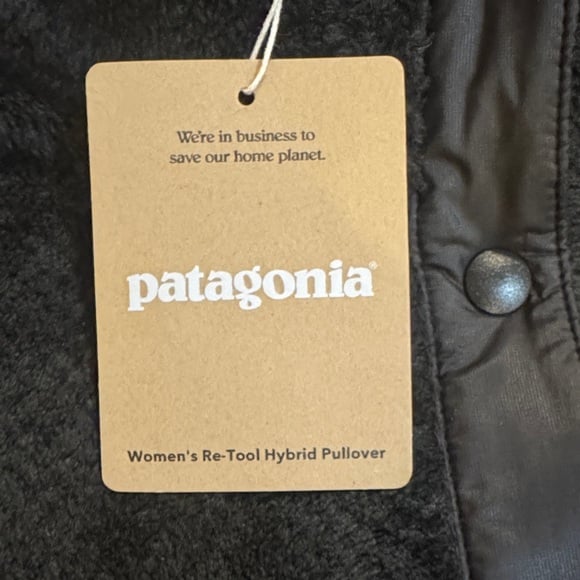 We're in business to
save our home planet.
patagonia®
Women's Re-Tool Hybrid Pullover